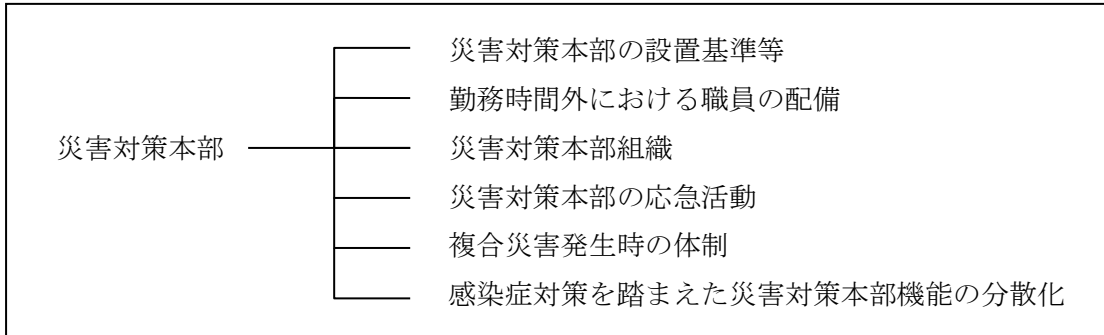 災害対策本部
災害対策本部の設置基準等
勤務時間外における職員の配備
災害対策本部組織
災害対策本部の応急活動
複合災害発生時の体制
感染症対策を踏まえた災害対策本部機能の分散化